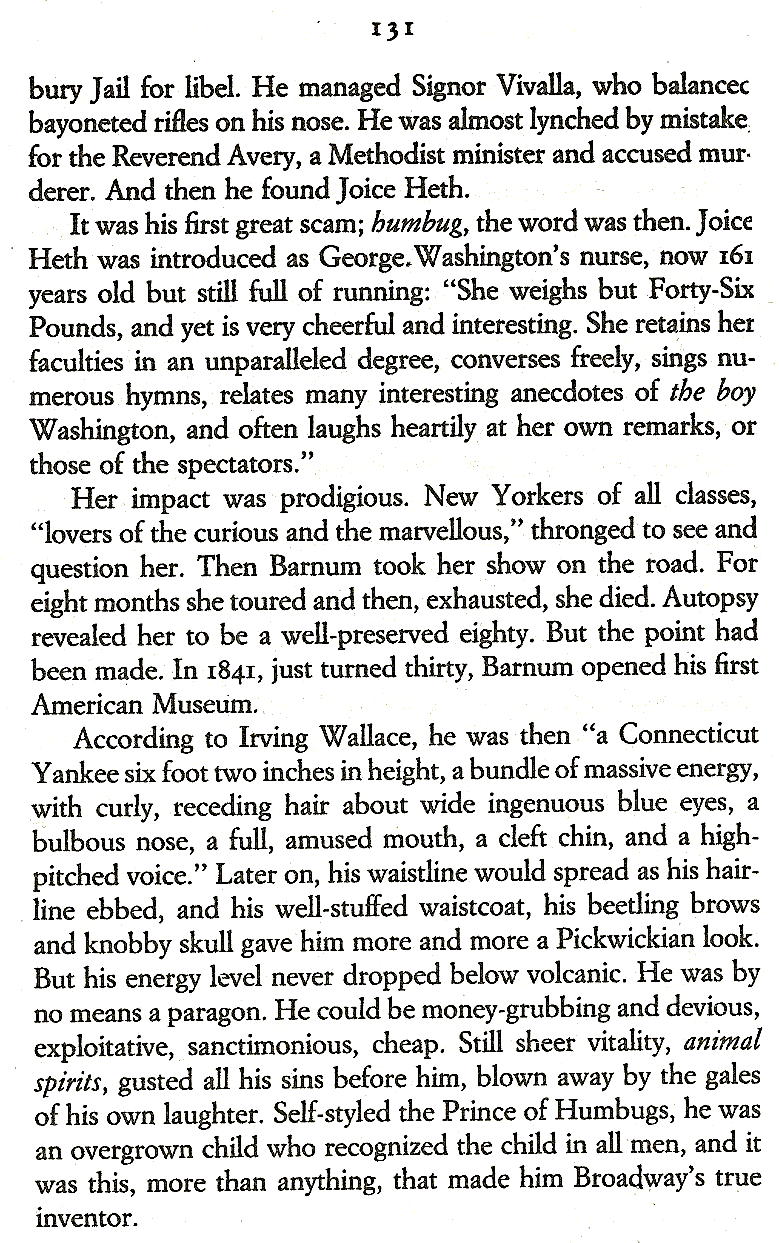 131
bury Jail for libel. He managed Signor Vivalla, who balanced
bayoneted rifles on his nose. He was almost lynched by mistake
for the Reverend Avery, a Methodist minister and accused mur-
derer. And then he found Joice Heth.
It was his first great scam; humbug, the word was then. Joice
Heth was introduced as George Washington's nurse, now 161
years old but still full of running: “She weighs but Forty-Six
Pounds, and yet is very cheerful and interesting. She retains her
faculties in an unparalleled degree, converses freely, sings nu-
merous hymns, relates many interesting anecdotes of the boy
Washington, and often laughs heartily at her own remarks, or
those of the spectators.”
Her impact was prodigious. New Yorkers of all classes,
“lovers of the curious and the marvellous,” thronged to see and
question her. Then Barnum took her show on the road. For
eight months she toured and then, exhausted, she died. Autopsy
revealed her to be a well-preserved eighty. But the point had
been made. In 1841, just turned thirty, Barnum opened his first
American Museum.
According to Irving Wallace, he was then “a Connecticut
Yankee six foot two inches in height, a bundle of massive energy,
with curly, receding hair about wide ingenuous blue eyes, a
bulbous nose, a full, amused mouth, a cleft chin, and a high-
pitched voice.” Later on, his waistline would spread as his hair-
line ebbed, and his well-stuffed waistcoat, his beetling brows
and knobby skull gave him more and more a Pickwickian look.
But his energy level never dropped below volcanic. He was by
no means a paragon. He could be money-grubbing and devious,
exploitative, sanctimonious, cheap. Still sheer vitality, animal
spirits, gusted all his sins before him, blown away by the gales
of his own laughter. Self-styled the Prince of Humbugs, he was
an overgrown child who recognized the child in all men, and it
was this, more than anything, that made him Broadway's true
inventor.